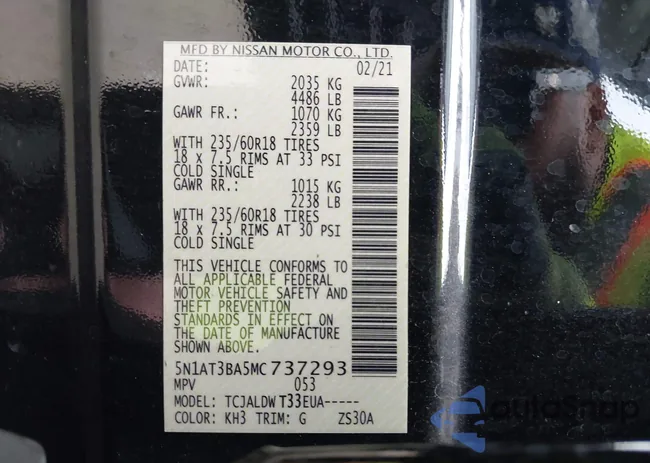 MFD BY NISSAN MOTOR CO., LTD.
DATE: 02/21
GVWR: 2035 KG
4486 LB
GAWR FR.: 1070 KG
2359 LB
WITH 235/60R18 TIRES
18 x 7.5 RIMS AT 33 PSI
COLD SINGLE
GAWR RR.: 1015 KG
2238 LB
WITH 235/60R18 TIRES
18 x 7.5 RIMS AT 30 PSI
COLD SINGLE
THIS VEHICLE CONFORMS TO
ALL APPLICABLE FEDERAL
MOTOR VEHICLE SAFETY AND
THEFT PREVENTION
STANDARDS IN EFFECT ON
THE DATE OF MANUFACTURE
SHOWN ABOVE.
5N1AT3BA5MC737293
MPV 053
MODEL: TCJALDW T33EUA-----
COLOR: KH3 TRIM: G ZS30A
AulaSnap